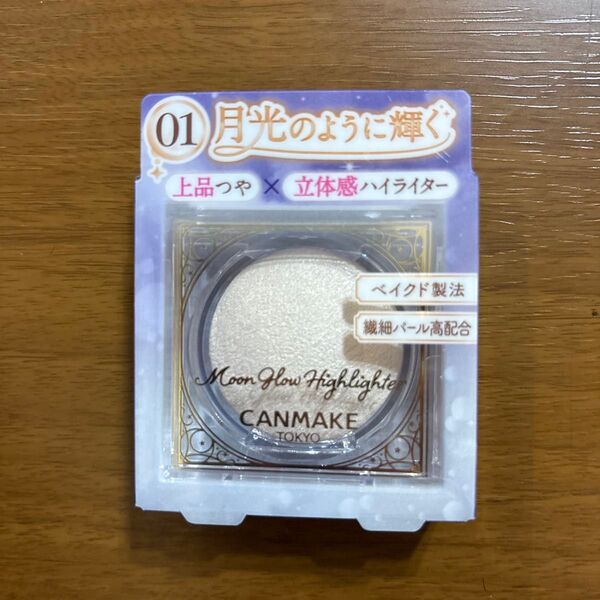 01 月光のように輝く
上品つや × 立体感ハイライター
ベイクド製法
繊細パール高配合
Moon Glow Highlighter
CANMAKE
TOKYO